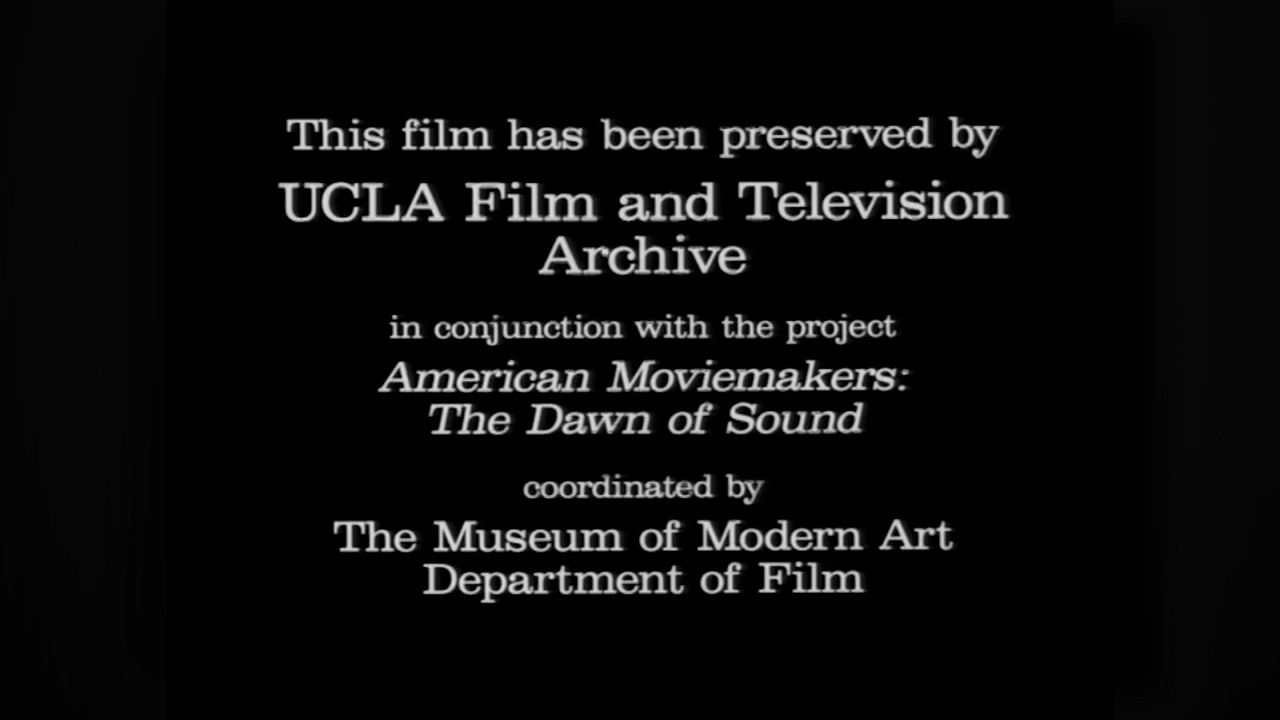 This film has been preserved by
UCLA Film and Television
Archive
in conjunction with the project
American Moviemakers:
The Dawn of Sound
coordinated by
The Museum of Modern Art
Department of Film